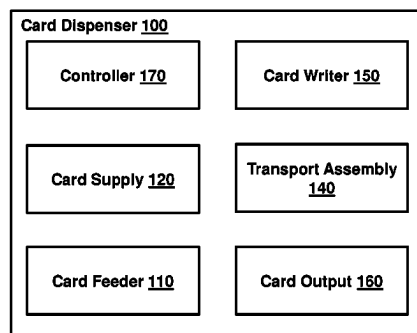 Card Dispenser 100
Controller 170
Card Writer 150
Card Supply 120
Transport Assembly
140
Card Feeder 110
Card Output 160